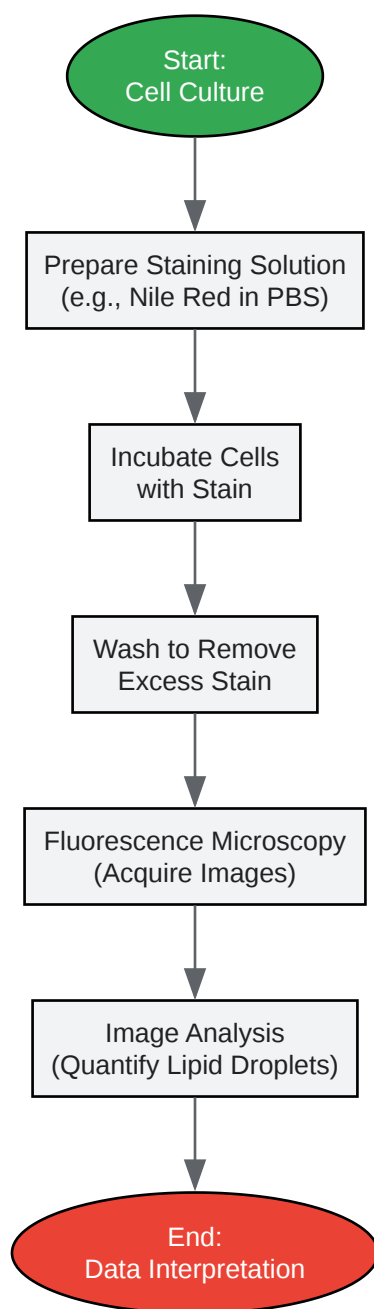 Start:
Cell Culture
Prepare Staining Solution
(e.g., Nile Red in PBS)
Incubate Cells
with Stain
Wash to Remove
Excess Stain
Fluorescence Microscopy
(Acquire Images)
Image Analysis
(Quantify Lipid Droplets)
End:
Data Interpretation